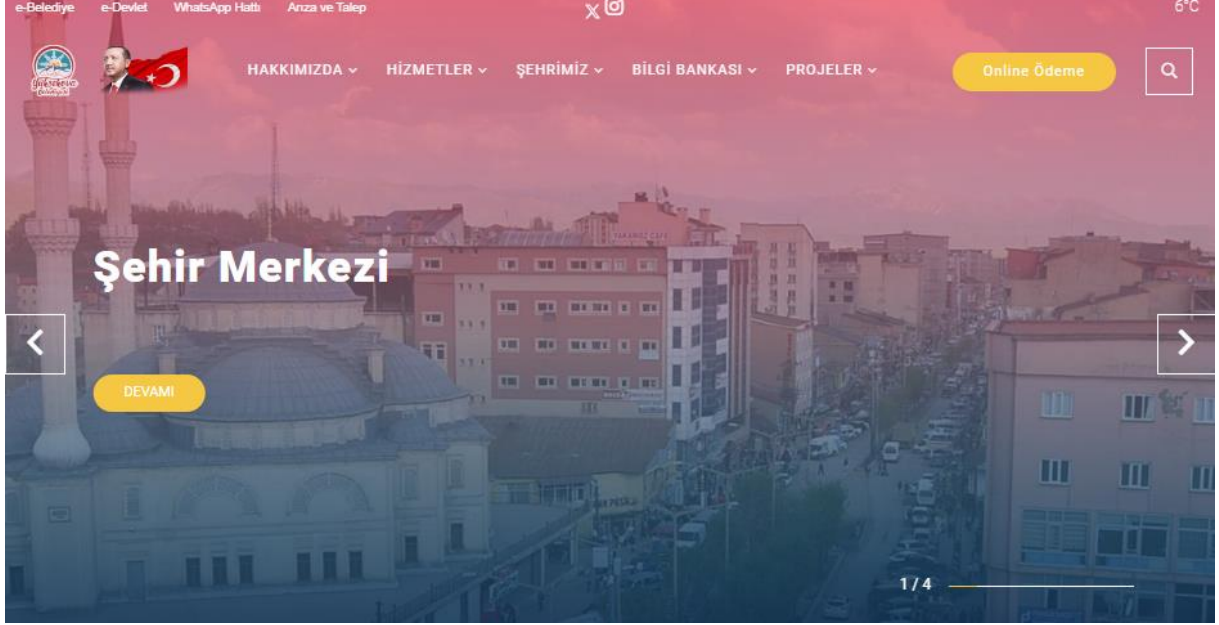 e-Belediye e-Devlet WhatsApp Hattı Arıza ve Talep 6°C
HAKKIMIZDA HİZMETLER ŞEHRİMİZ BİLGİ BANKASI PROJELER Online Ödeme
Şehir Merkezi
DEVAMI
1 / 4